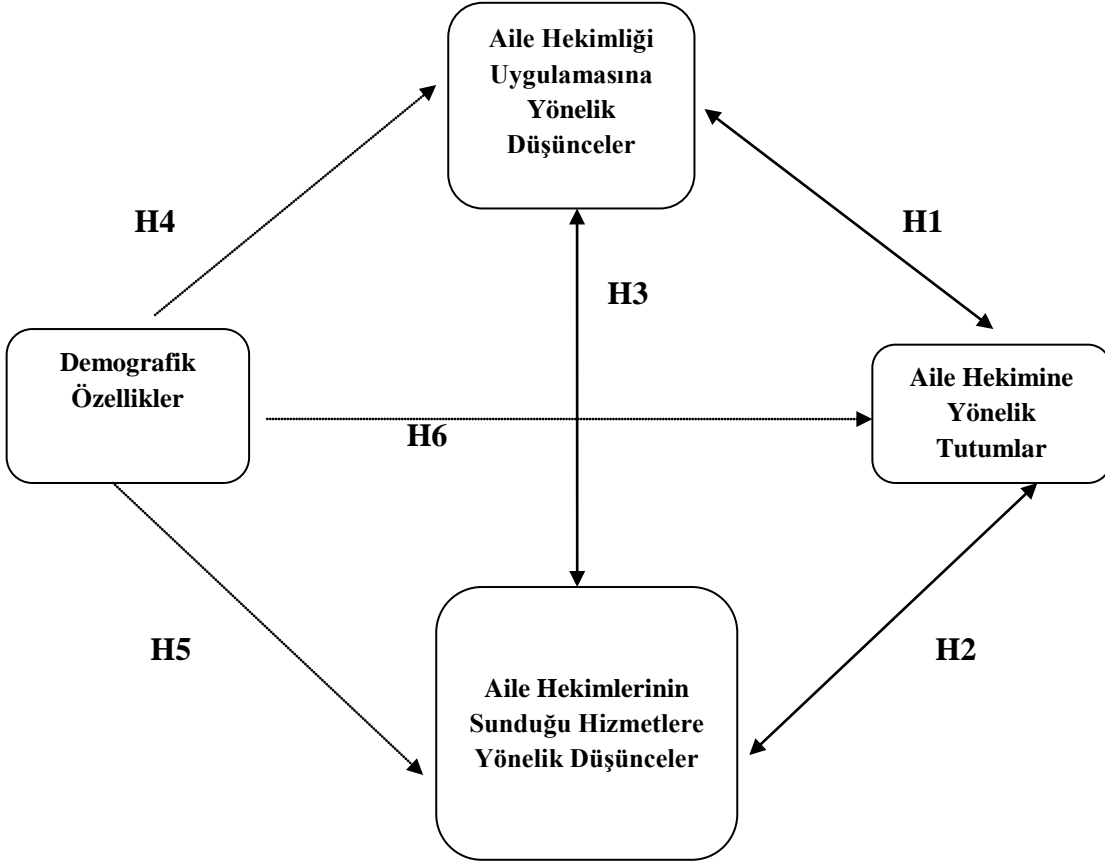 Aile Hekimliği
Uygulamasına
Yönelik
Düşünceler
H4
H1
H3
Demografik
Özellikler
Aile Hekimine
Yönelik
Tutumlar
H6
H5
H2
Aile Hekimlerinin
Sunduğu Hizmetlere
Yönelik Düşünceler